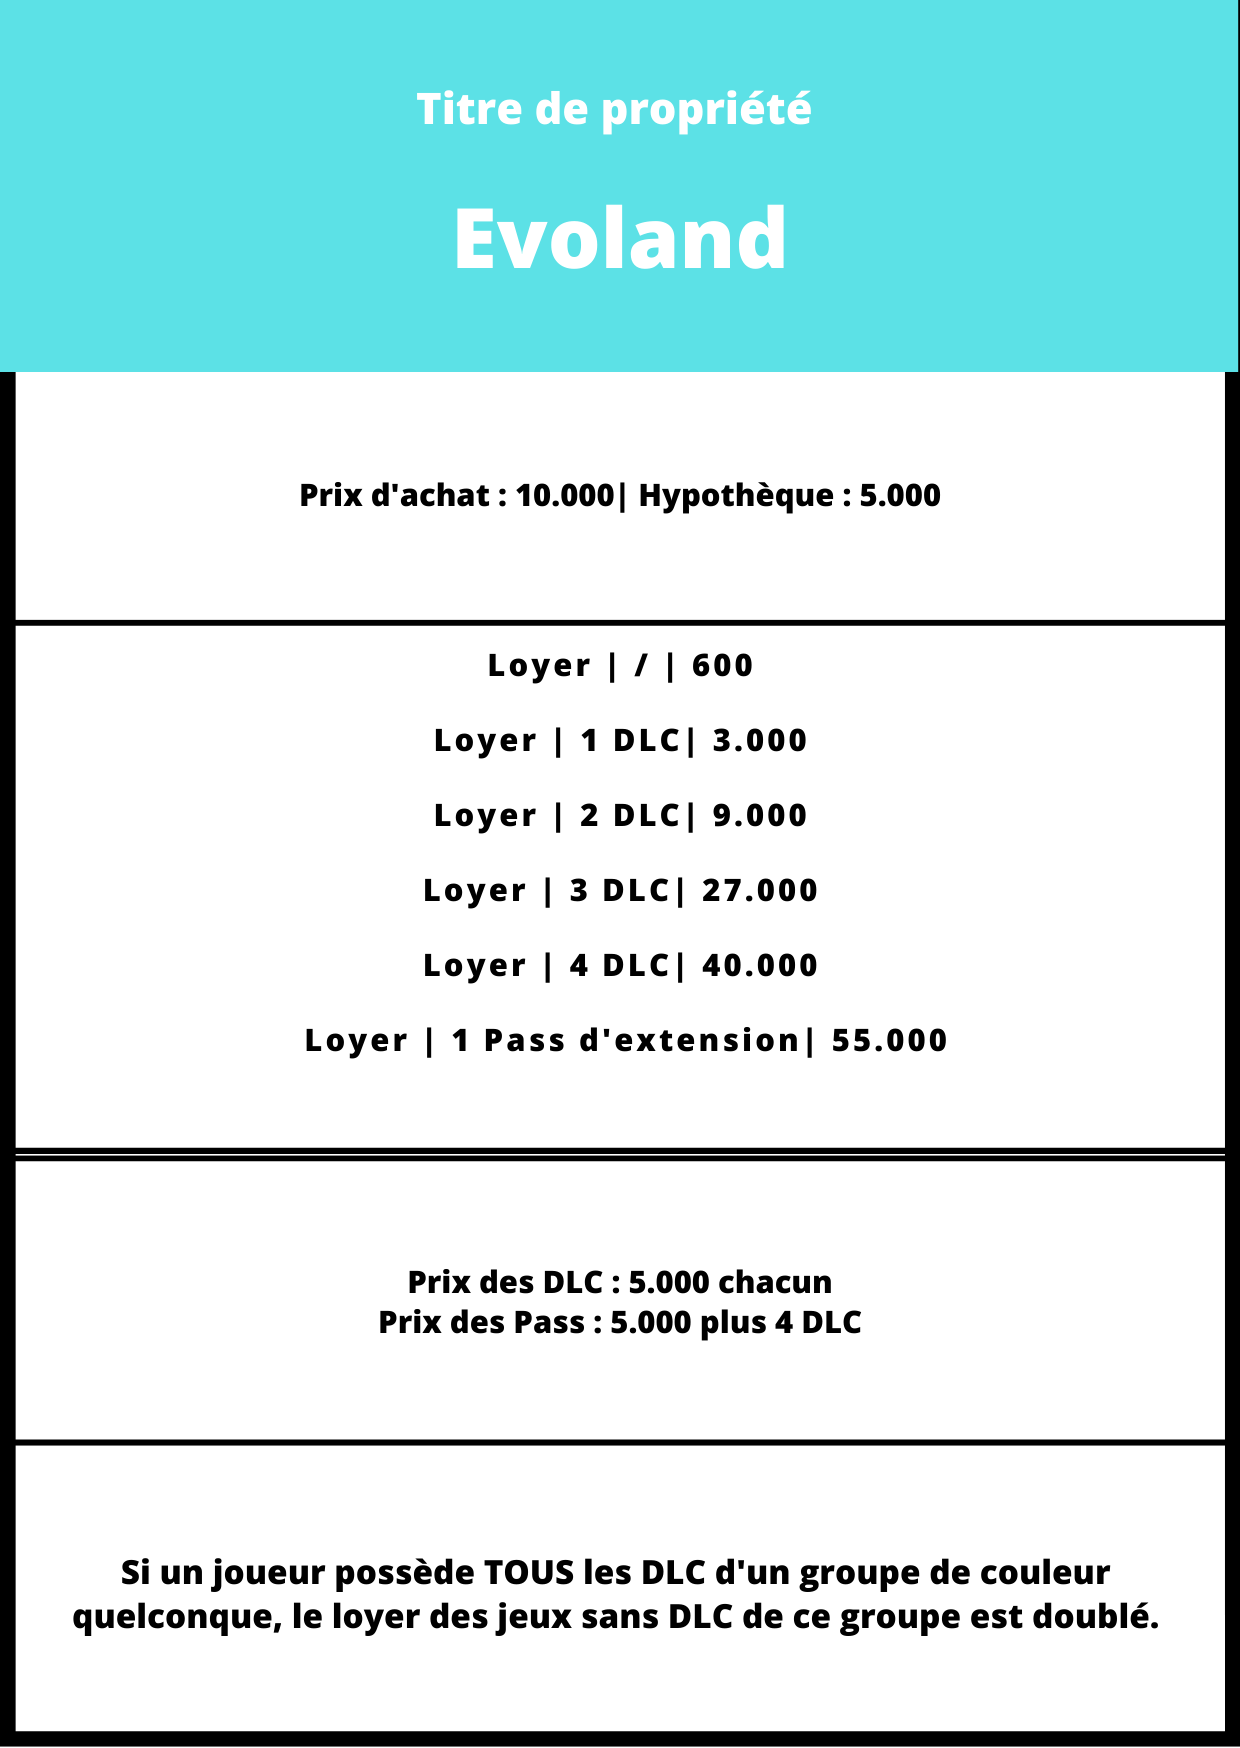 Titre de propriété
Evoland
Prix d'achat : 10.000| Hypothèque : 5.000
Loyer | / | 600
Loyer | 1 DLC| 3.000
Loyer | 2 DLC| 9.000
Loyer | 3 DLC| 27.000
Loyer | 4 DLC| 40.000
Loyer | 1 Pass d'extension| 55.000
Prix des DLC : 5.000 chacun
Prix des Pass : 5.000 plus 4 DLC
Si un joueur possède TOUS les DLC d'un groupe de couleur
quelconque, le loyer des jeux sans DLC de ce groupe est doublé.